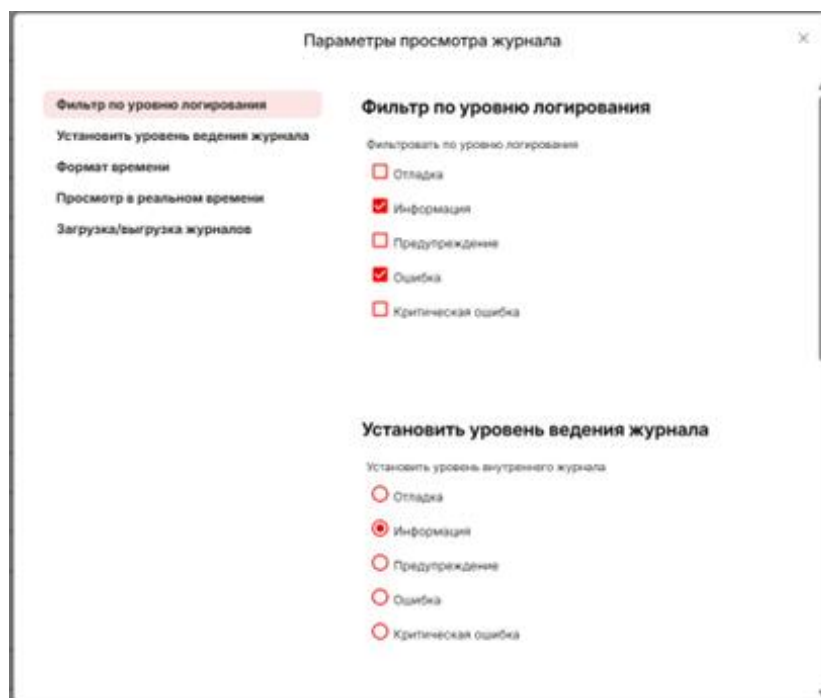 Параметры просмотра журнала
Фильтр по уровню логирования
Установить уровень ведения журнала
Формат времени
Просмотр в реальном времени
Загрузка/выгрузка журналов
Фильтр по уровню логирования
Фильтровать по уровню логирования
Отладка
Информация
Предупреждение
Ошибка
Критическая ошибка
Установить уровень ведения журнала
Установить уровень внутреннего журнала
Отладка
Информация
Предупреждение
Ошибка
Критическая ошибка